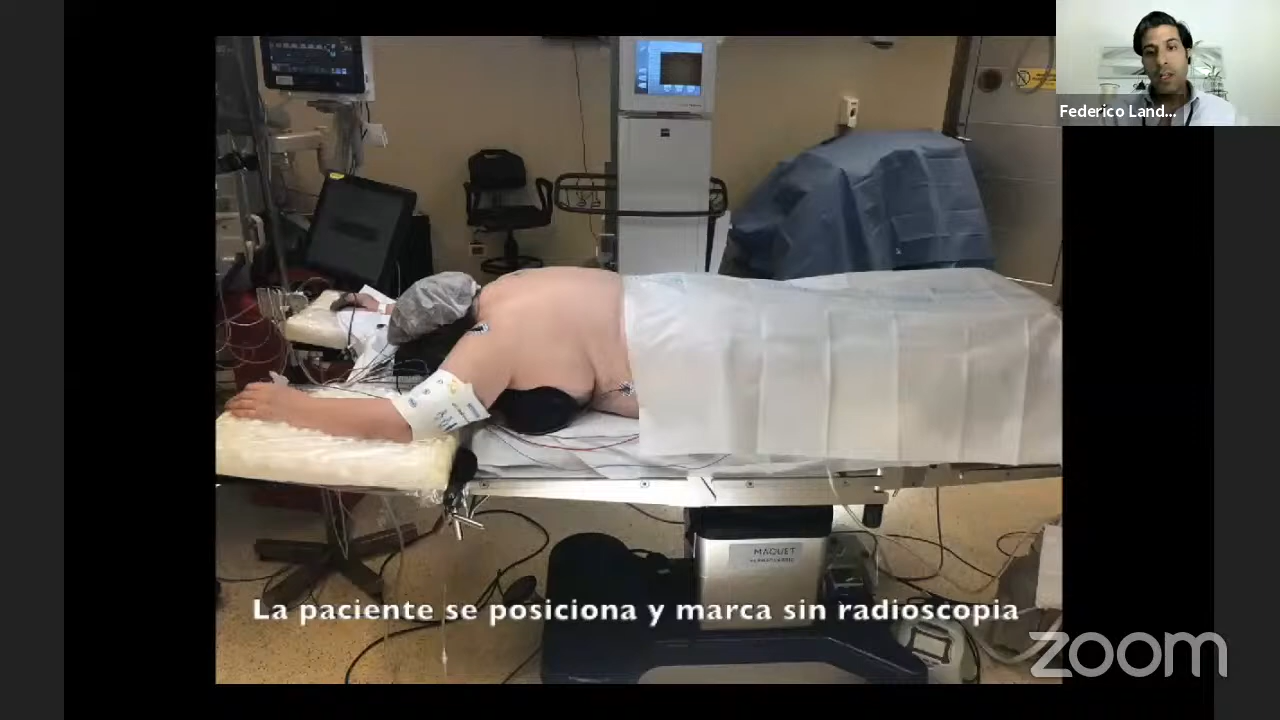 Federico Land...
MAQUET
La paciente se posiciona y marca sin radioscopia
zoom